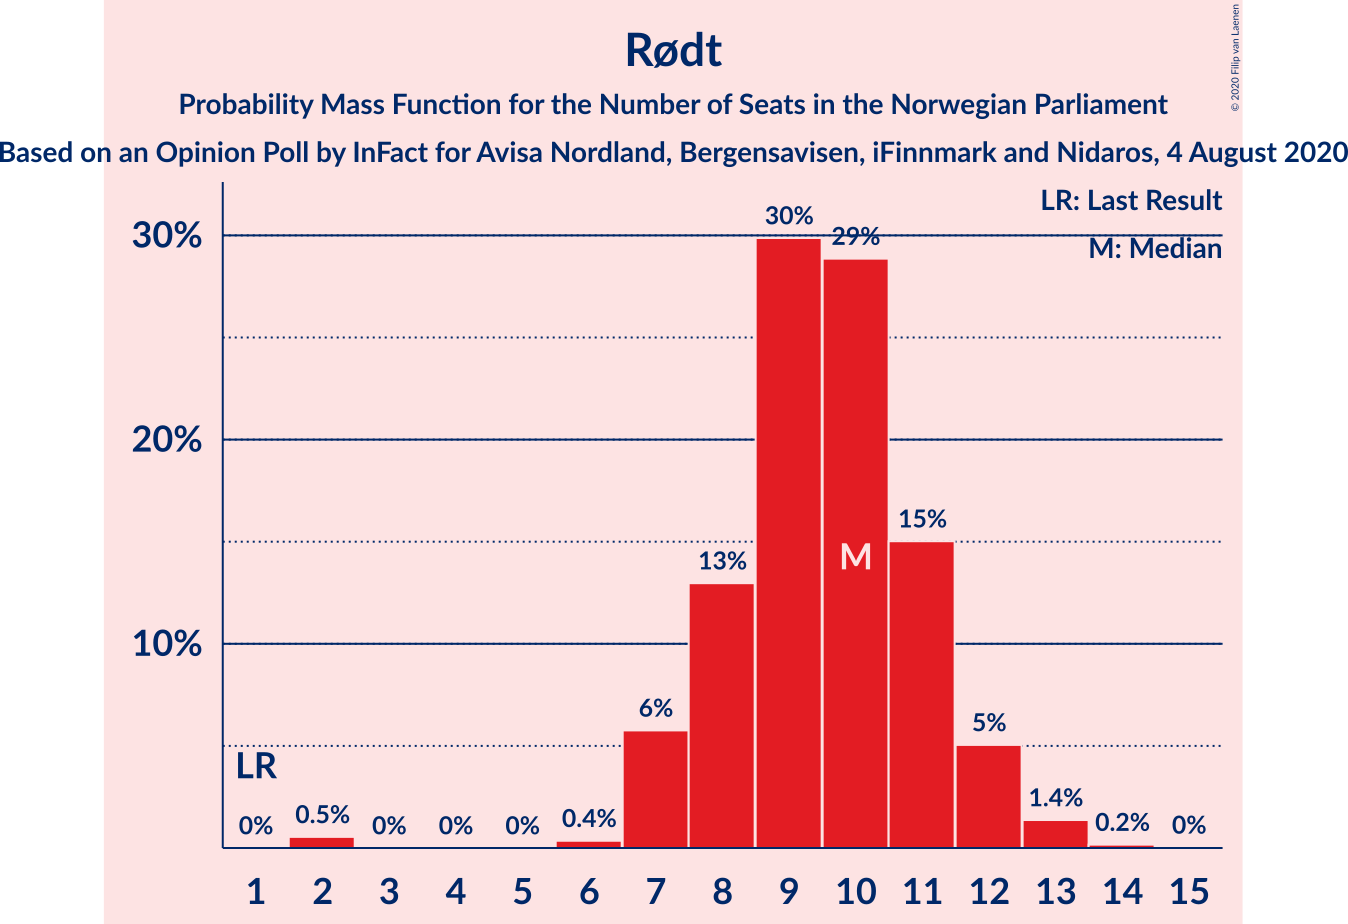 Rødt
Probability Mass Function for the Number of Seats in the Norwegian Parliament
Based on an Opinion Poll by InFact for Avisa Nordland, Bergensavisen, iFinnmark and Nidaros, 4 August 2020
© 2020 Filip van Laenen
LR: Last Result
M: Median
30%
20%
10%
LR
0% 0.5% 0% 0% 0% 0.4% 6% 13% 30% 29% 15% 5% 1.4% 0.2% 0%
M
1 2 3 4 5 6 7 8 9 10 11 12 13 14 15